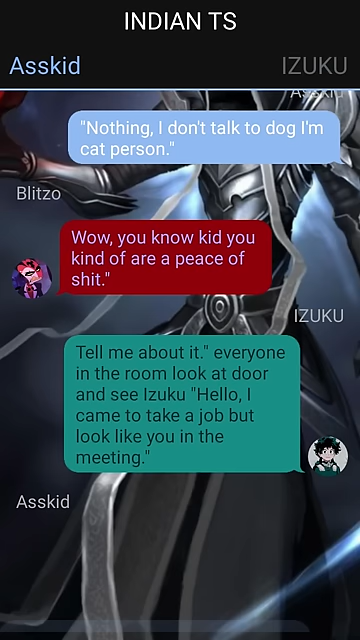 INDIAN TS
Asskid IZUKU
Asskid
"Nothing, I don't talk to dog I'm
cat person."
Blitzo
Wow, you know kid you
kind of are a peace of
shit."
IZUKU
Tell me about it." everyone
in the room look at door
and see Izuku "Hello, I
came to take a job but
look like you in the
meeting."
Asskid